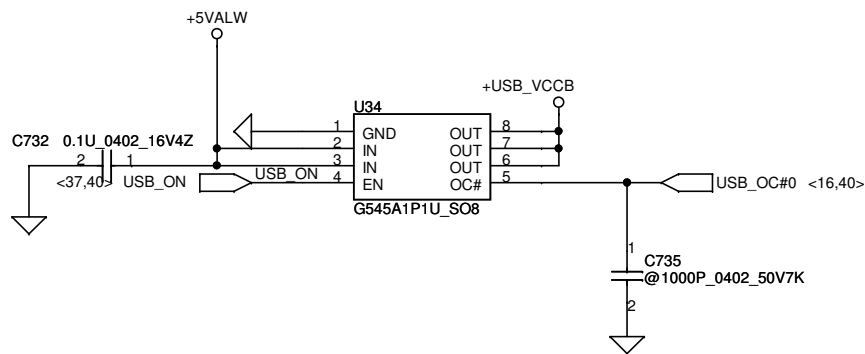 +5VALW
+USB_VCCB
U34
C732 0.1U_0402_16V4Z
1 GND OUT 8
2 IN OUT 7
3 IN OUT 6
4 EN OC# 5
2 1
<37,40> USB_ON
USB_ON
USB_OC#0 <16,40>
G545A1P1U_SO8
1
C735
@1000P_0402_50V7K
2